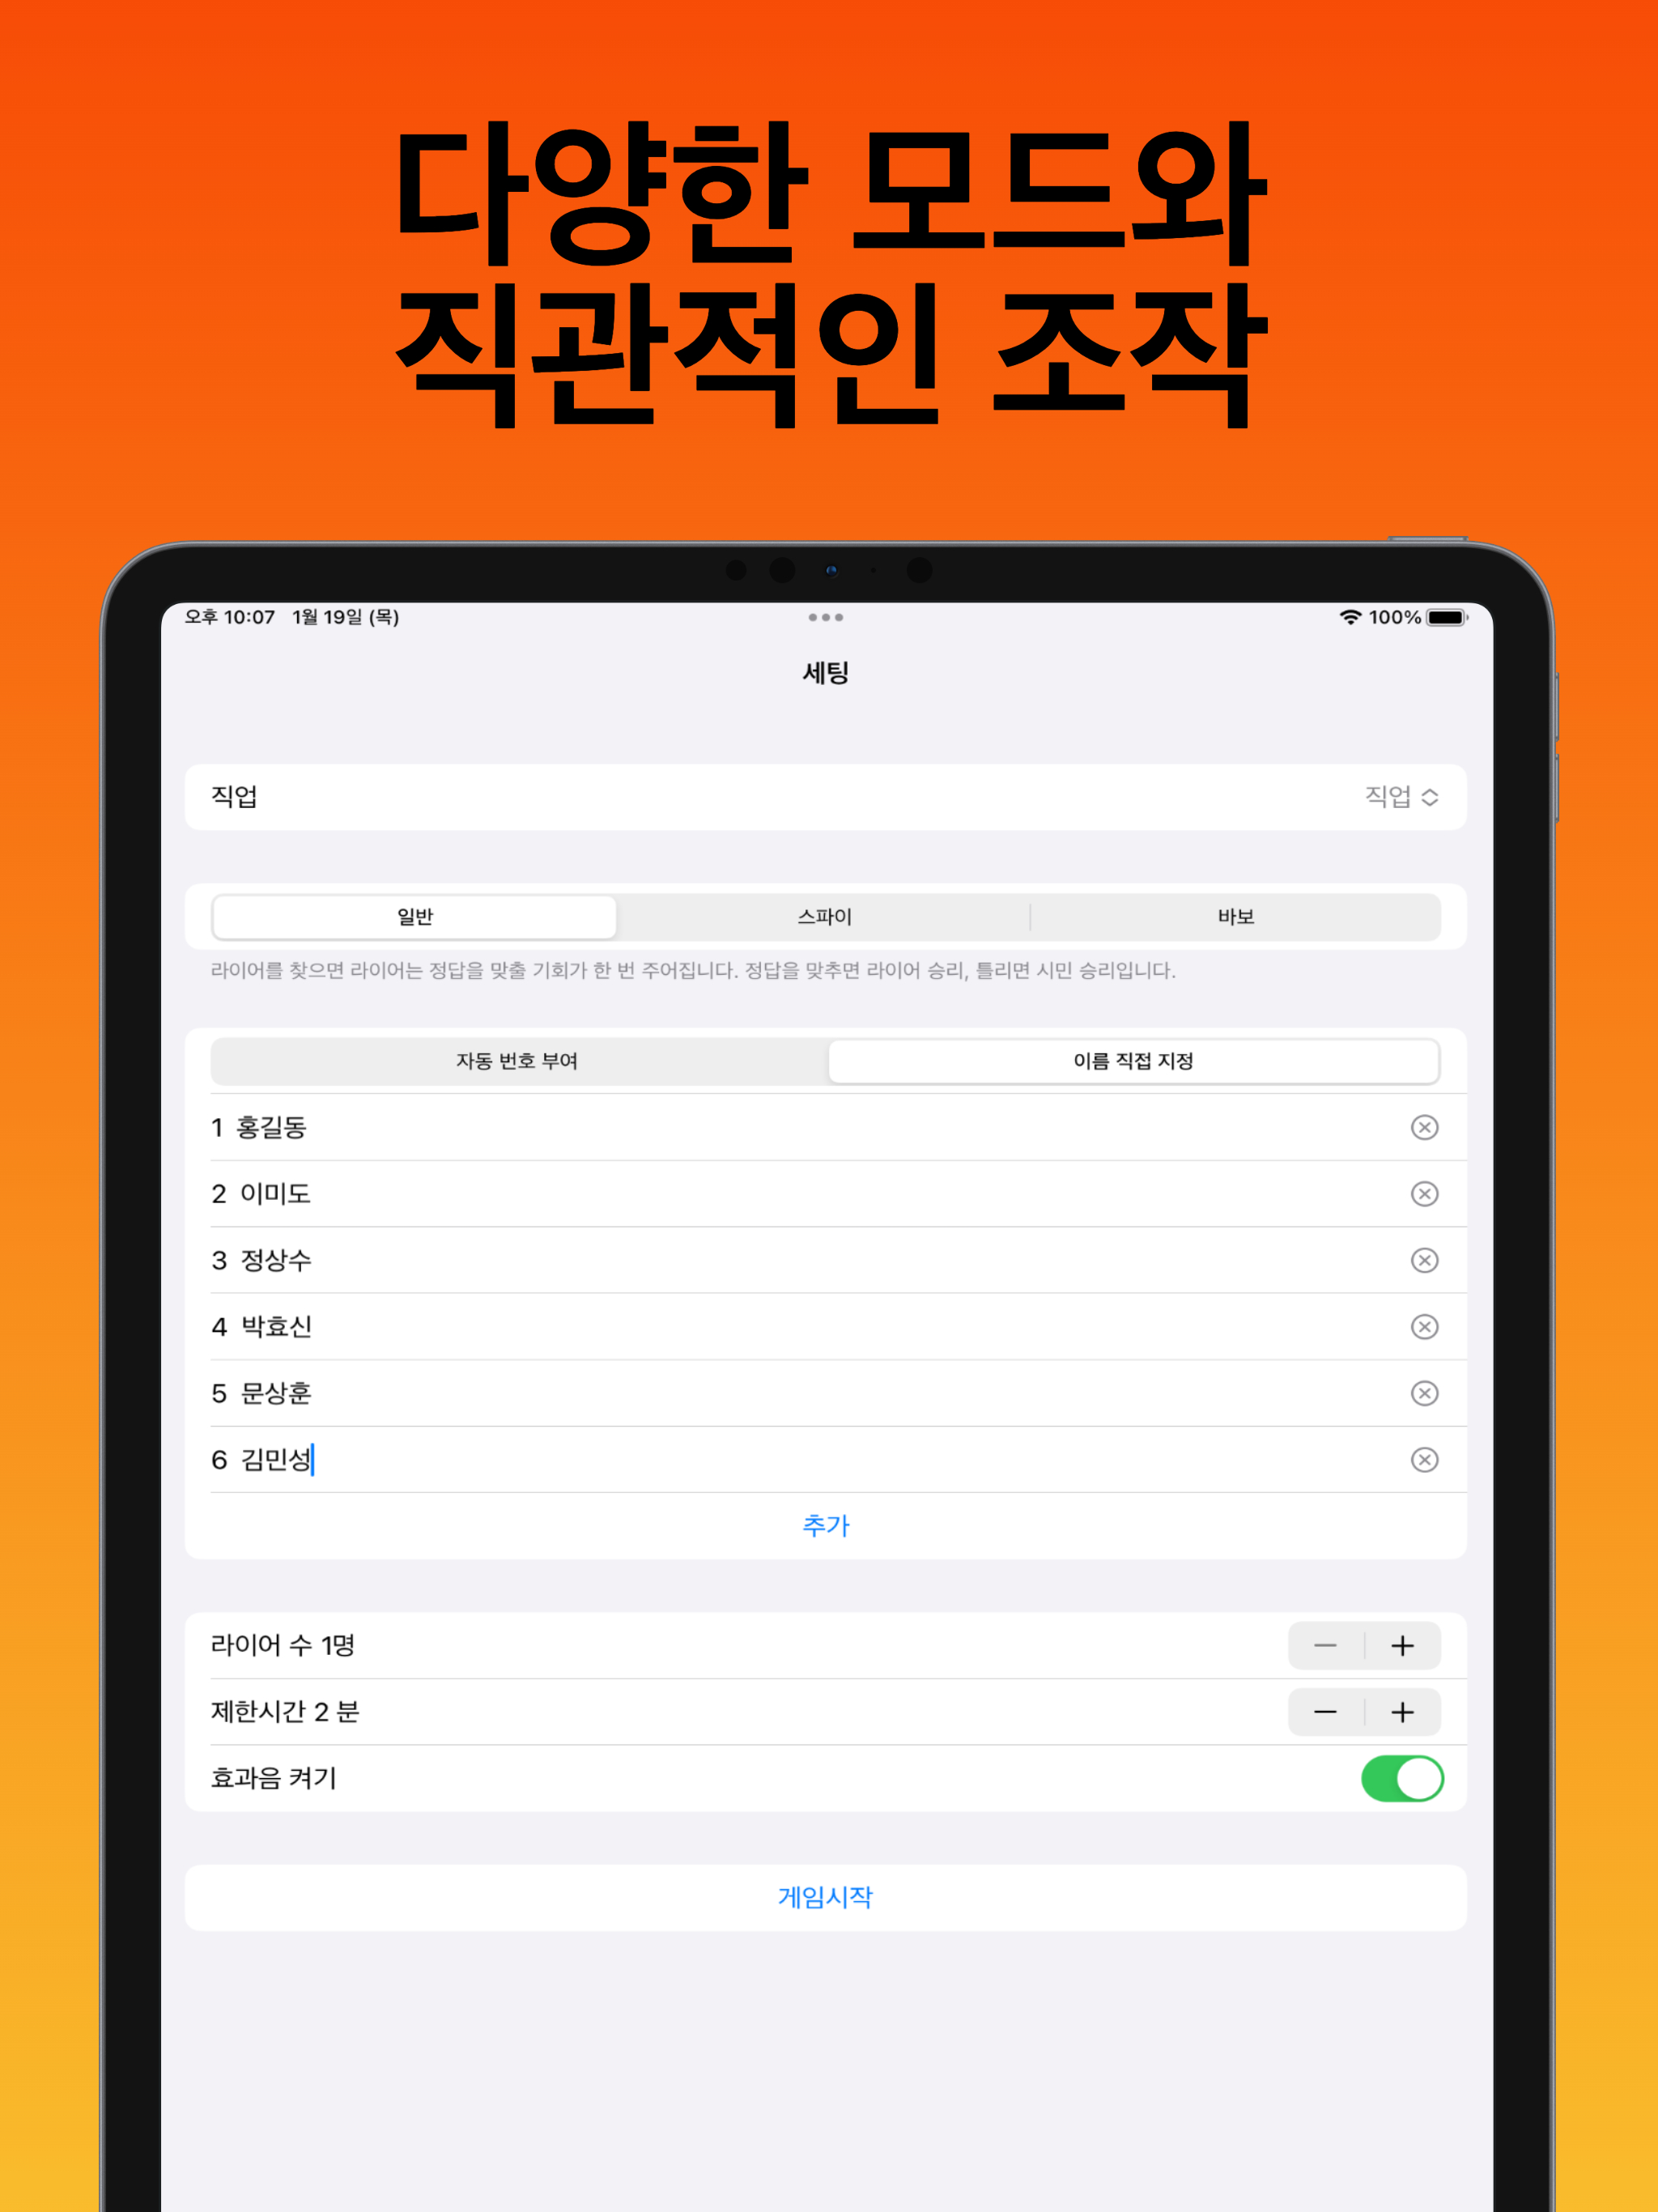 다양한 모드와
직관적인 조작
오후 10:07 1월 19일 (목) 100%
세팅
직업 직업
일반 스파이 바보
라이어를 찾으면 라이어는 정답을 맞출 기회가 한 번 주어집니다. 정답을 맞추면 라이어 승리, 틀리면 시민 승리입니다.
자동 번호 부여 이름 직접 지정
1 홍길동
2 이미도
3 정상수
4 박효신
5 문상훈
6 김민성
추가
라이어 수 1명
제한시간 2 분
효과음 켜기
게임시작